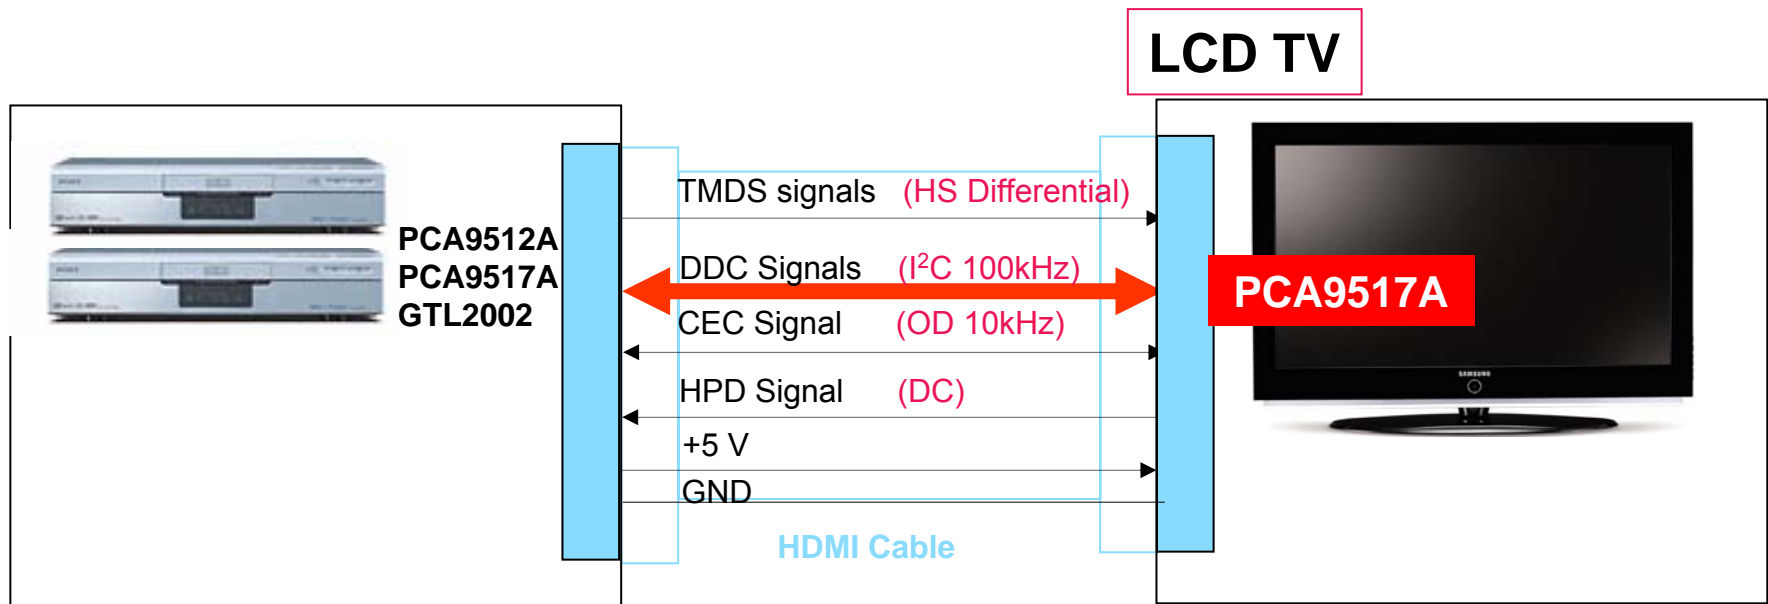 LCD TV
TMDS signals (HS Differential)
PCA9512A
PCA9517A
GTL2002
DDC Signals (I²C 100kHz)
PCA9517A
CEC Signal (OD 10kHz)
HPD Signal (DC)
SAMSUNG
+5 V
GND
HDMI Cable